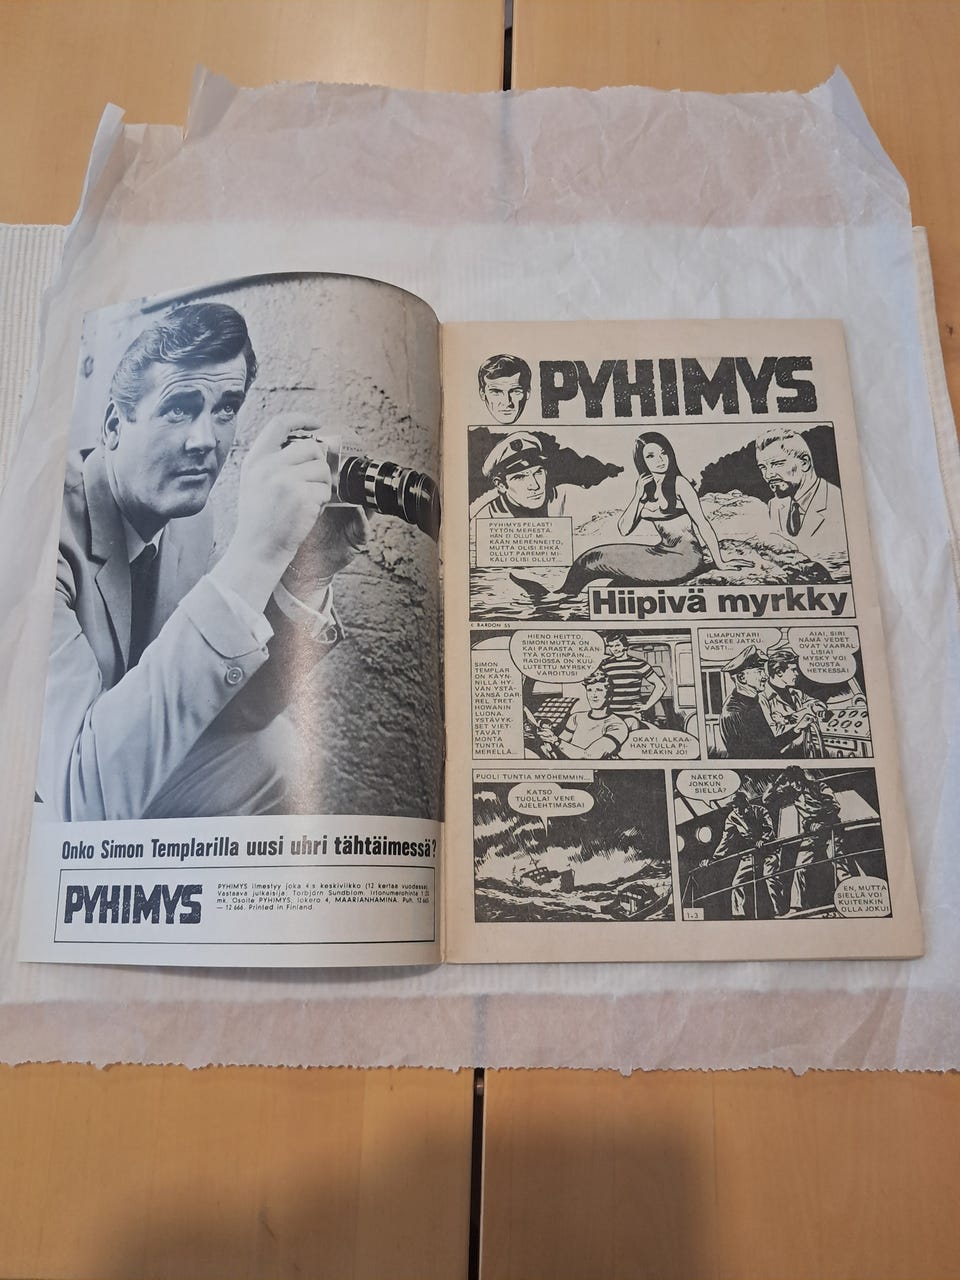 Onko Simon Templarilla uusi uhri tähtäimessä?
PYHIMYS
PYHIMYS ilmestyy joka 4:s keskiviikko (12 kertaa vuodessa).
Vastaava julkaisija: Torbjörn Sundblom. Irtonumerohinta
mk. Osoite PYHIMYS, lokero 4, MAARIANHAMINA. Puh. 12 665
— 12 666. Printed in Finland.
PYHIMYS
PYHIMYS PELASTI
TYTÖN MERESTÄ.
HÄN EI OLLUT MI-
KÄÄN MERENNEITO,
MUTTA OLISI EHKÄ
OLLUT PAREMPI MI-
KÄLI OLISI OLLUT...
Hiipivä myrkky
© BARDON SS
SIMON
TEMPLAR
ON KÄYN-
NILLÄ HY-
VÄN YSTÄ-
VÄNSÄ DAR-
REL TRET-
HOWANIN
LUONA.
YSTÄVYK-
SET VIET-
TÄVÄT
MONTA
TUNTIA
MERELLÄ...
HIENO HEITTO,
SIMON! MUTTA ON
KAI PARASTA KÄÄN-
TYÄ KOTIINPÄIN...
RADIOSSA ON KUU-
LUTETTU MYRSKY-
VAROITUS!
OKAY! ALKAA-
HAN TULLA PI-
MEÄKIN JO!
ILMAPUNTARI
LASKEE JATKU-
VASTI...
AIAI, SIR!
NÄMÄ VEDET
OVAT VAARAL-
LISIA!
MYSKY VOI
NOUSTA
HETKESSÄ!
PUOLI TUNTIA MYÖHEMMIN...
KATSO
TUOLLA! VENE
AJELEHTIMASSA!
NÄETKÖ
JONKUN
SIELLÄ?
EN, MUTTA
SIELLÄ VOI
KUITENKIN
OLLA JOKU!
1-3